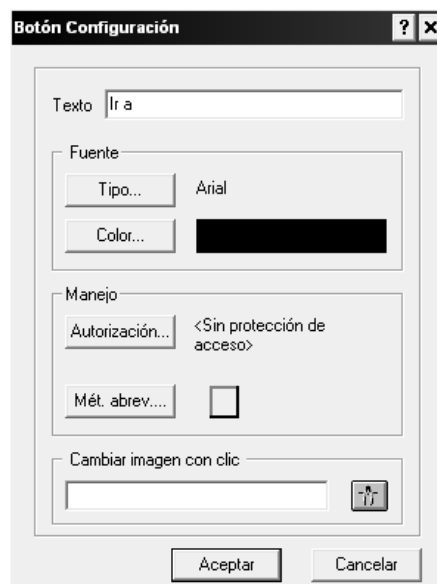 Botón Configuración
Texto Ir a
Fuente
Tipo... Arial
Color...
Manejo
Autorización... <Sin protección de
acceso>
Mét. abrev....
Cambiar imagen con clic
Aceptar Cancelar